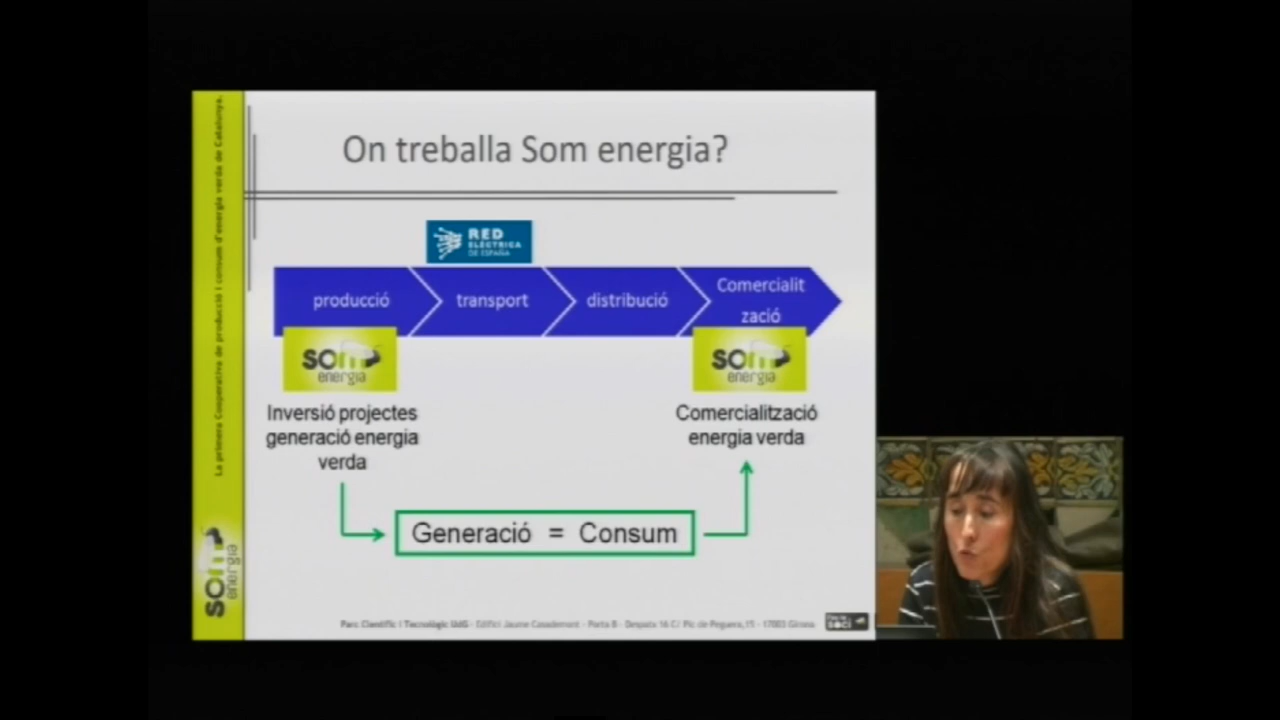 On treballa Som energia?
RED
ELÉCTRICA
DE ESPAÑA
producció
transport
distribució
Comercialit
zació
som
energia
som
energia
Inversió projectes
generació energia
verda
Comercialització
energia verda
Generació = Consum
La primera Cooperativa de producció i consum d'energia verda de Catalunya.
som
energia
Parc Científic i Tecnològic UdG - Edifici Jaume Casademont - Porta B - Despatx 16 C/ Pic de Peguera,15 - 17003 Girona